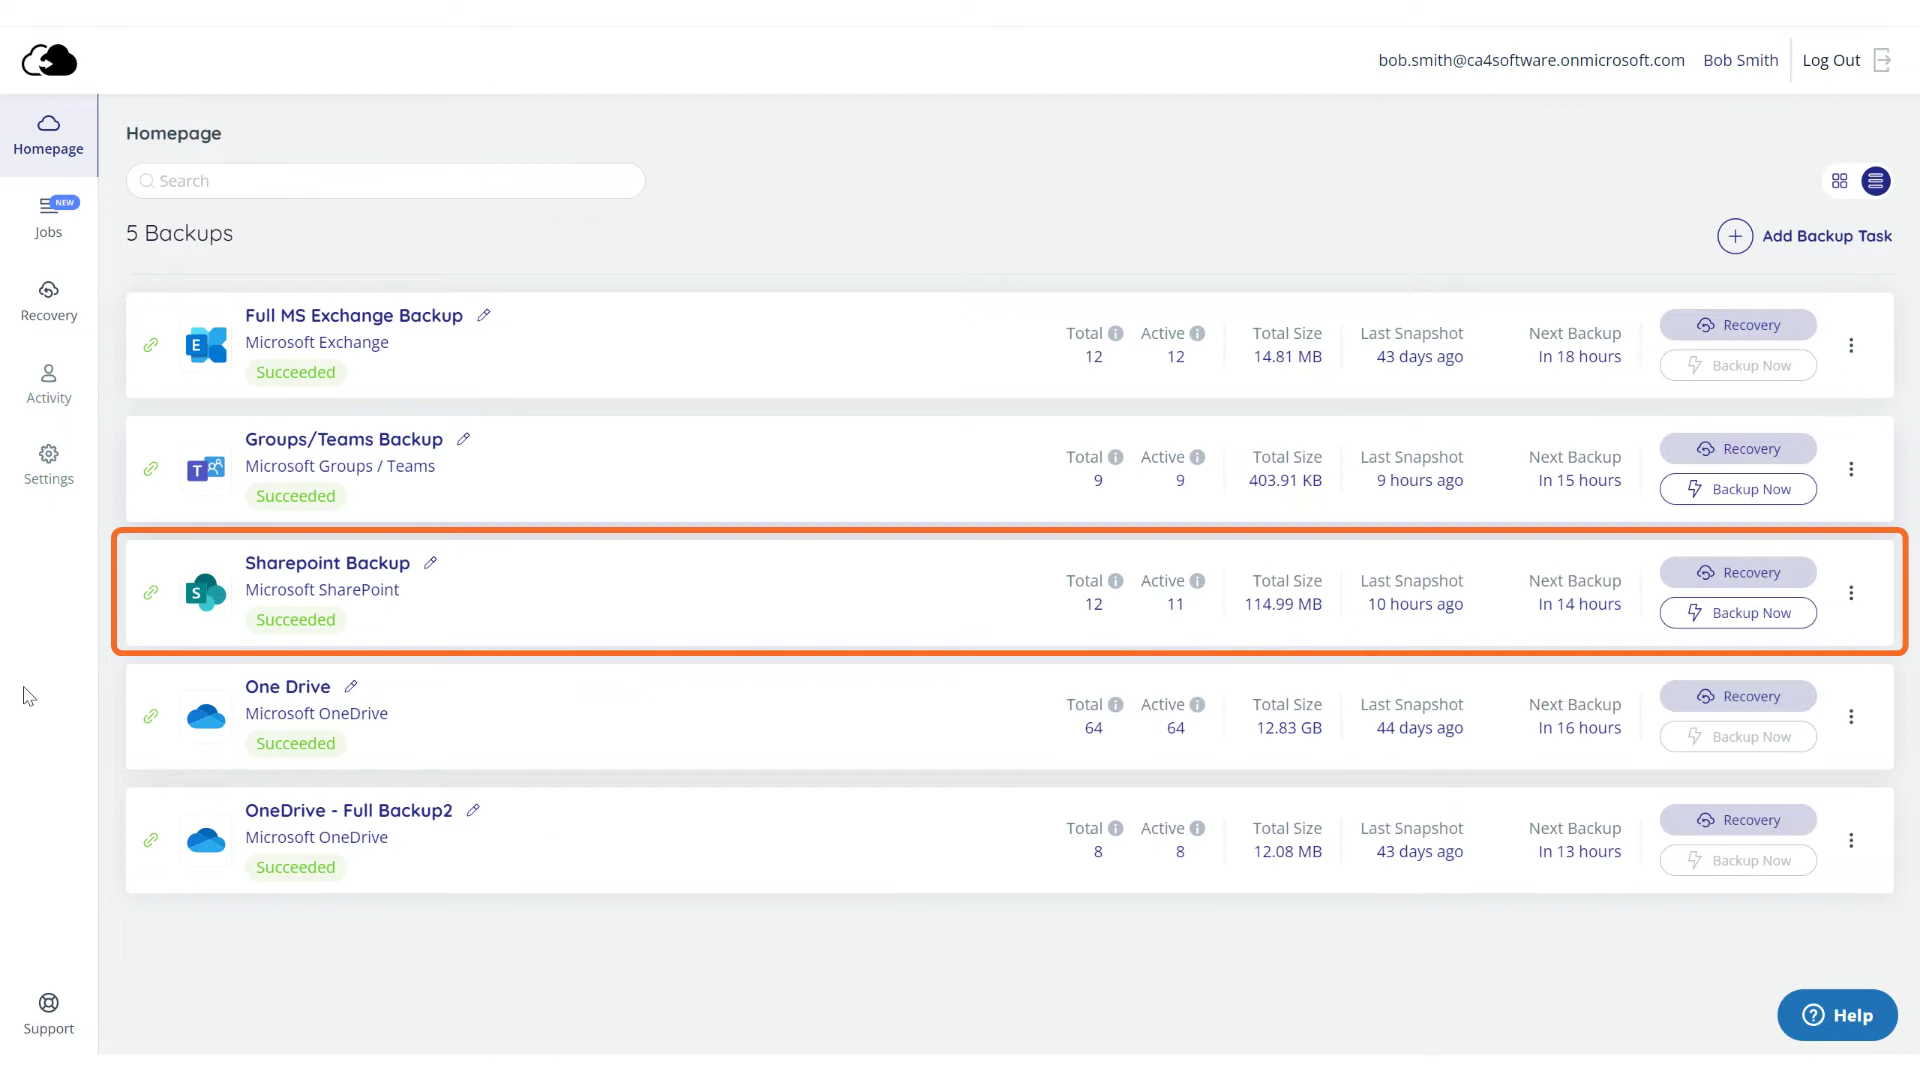 bob.smith@ca4software.onmicrosoft.com Bob Smith Log Out
Homepage
NEW
Jobs
Recovery
Activity
Settings
Support
Homepage
Search
5 Backups
Add Backup Task
Full MS Exchange Backup
Microsoft Exchange
Succeeded
Total Active Total Size Last Snapshot Next Backup
12 12 14.81 MB 43 days ago In 18 hours
Recovery
Backup Now
Groups/Teams Backup
Microsoft Groups / Teams
Succeeded
Total Active Total Size Last Snapshot Next Backup
9 9 403.91 KB 9 hours ago In 15 hours
Recovery
Backup Now
Sharepoint Backup
Microsoft SharePoint
Succeeded
Total Active Total Size Last Snapshot Next Backup
12 11 114.99 MB 10 hours ago In 14 hours
Recovery
Backup Now
One Drive
Microsoft OneDrive
Succeeded
Total Active Total Size Last Snapshot Next Backup
64 64 12.83 GB 44 days ago In 16 hours
Recovery
Backup Now
OneDrive - Full Backup2
Microsoft OneDrive
Succeeded
Total Active Total Size Last Snapshot Next Backup
8 8 12.08 MB 43 days ago In 13 hours
Recovery
Backup Now
Help